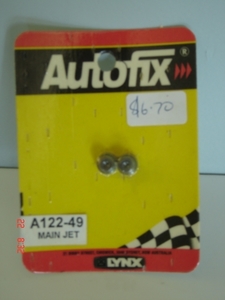 Autofix®
$6-70
A122-49
MAIN JET
LYNX